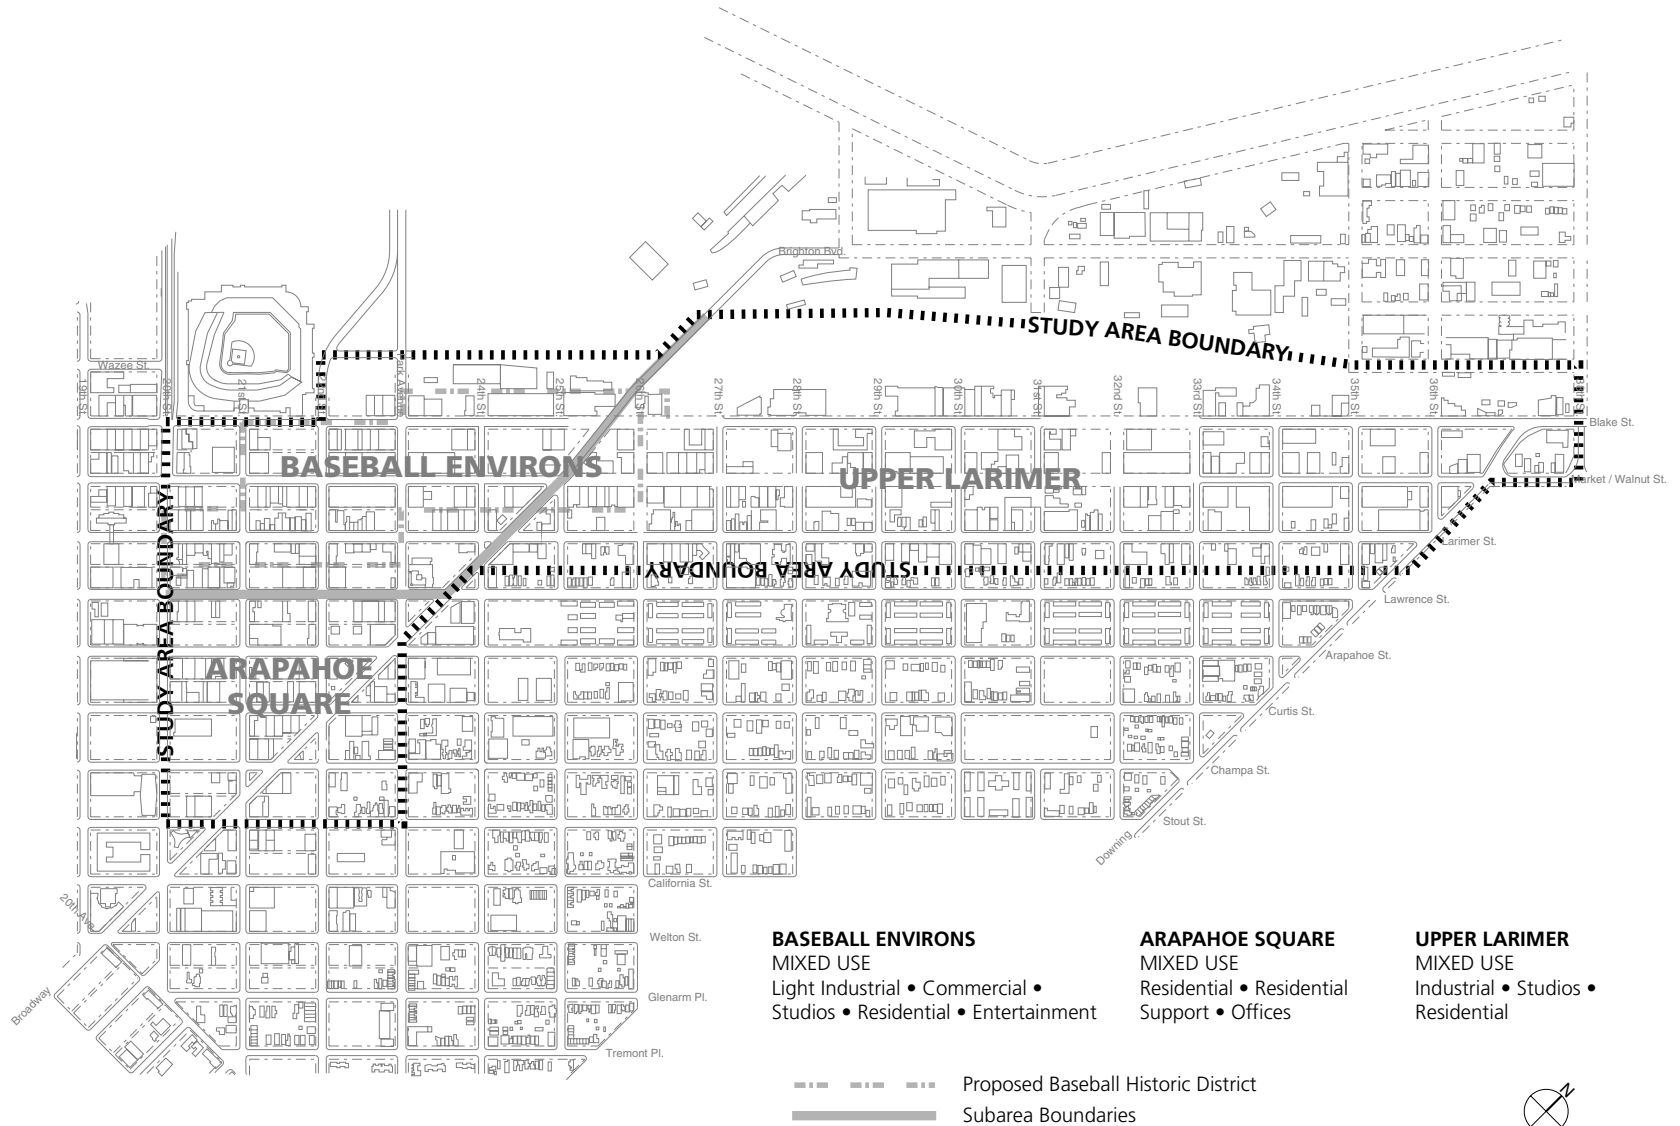 Brighton Bvd.
STUDY AREA BOUNDARY
Wazee St.
19th St.
20th St.
21st St.
24th St.
25th St.
26th St.
27th St.
28th St.
29th St.
30th St.
31st St.
32nd St.
33rd St.
34th St.
35th St.
36th St.
Blake St.
BASEBALL ENVIRONS
UPPER LARIMER
Market / Walnut St.
Larimer St.
STUDY AREA BOUNDARY
STUDY AREA BOUNDARY
Lawrence St.
ARAPAHOE
SQUARE
Arapahoe St.
Curtis St.
Champa St.
Stout St.
Downing
California St.
20th Ave.
Welton St.
Broadway
Glenarm Pl.
Tremont Pl.
BASEBALL ENVIRONS
MIXED USE
Light Industrial • Commercial •
Studios • Residential • Entertainment
ARAPAHOE SQUARE
MIXED USE
Residential • Residential
Support • Offices
UPPER LARIMER
MIXED USE
Industrial • Studios •
Residential
Proposed Baseball Historic District
Subarea Boundaries
N